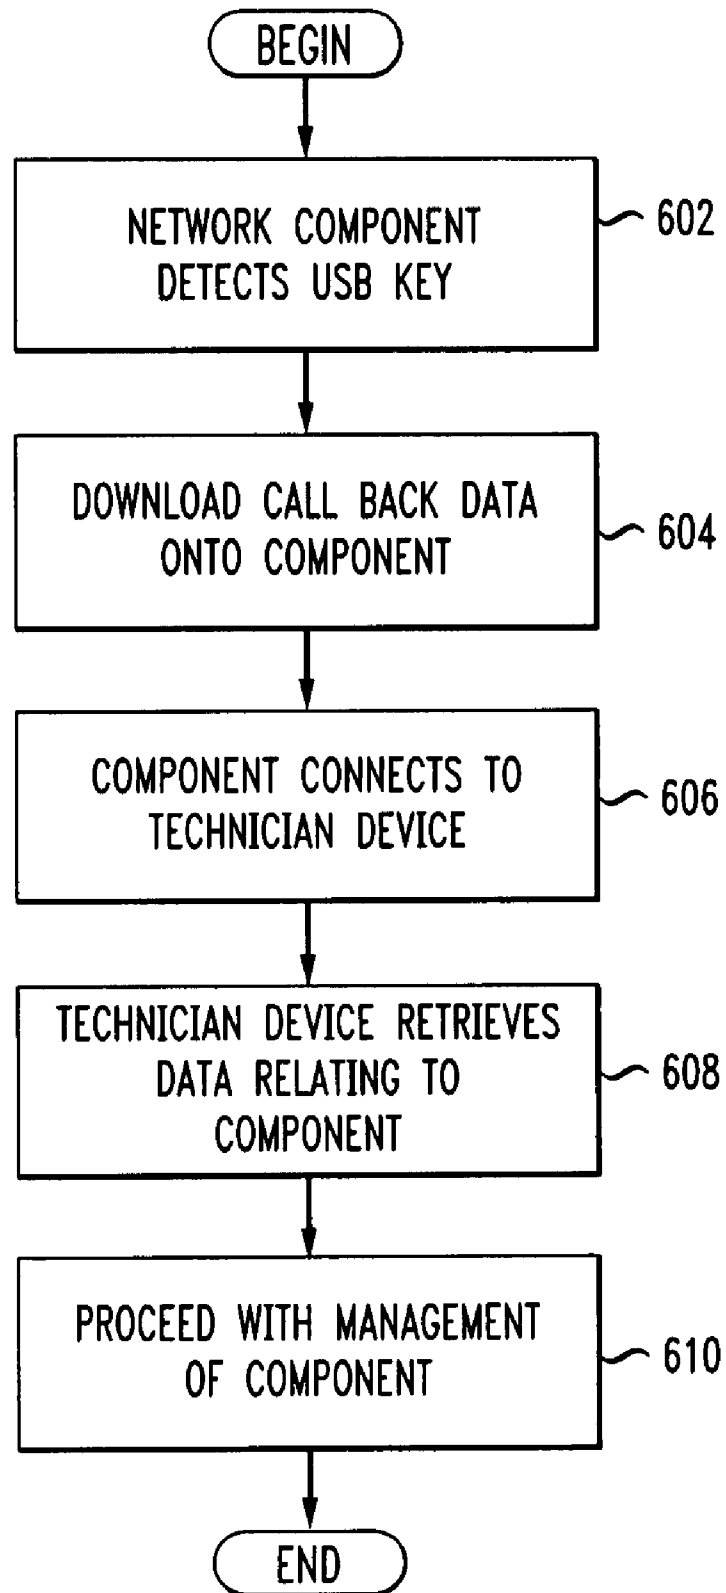 BEGIN
NETWORK COMPONENT
DETECTS USB KEY
602
DOWNLOAD CALL BACK DATA
ONTO COMPONENT
604
COMPONENT CONNECTS TO
TECHNICIAN DEVICE
606
TECHNICIAN DEVICE RETRIEVES
DATA RELATING TO
COMPONENT
608
PROCEED WITH MANAGEMENT
OF COMPONENT
610
END